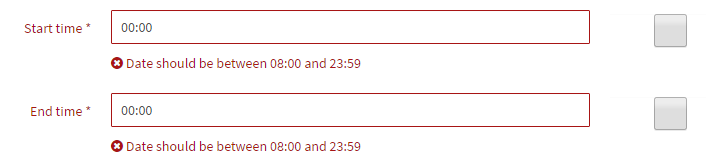 Start time * 00:00
Date should be between 08:00 and 23:59
End time * 00:00
Date should be between 08:00 and 23:59